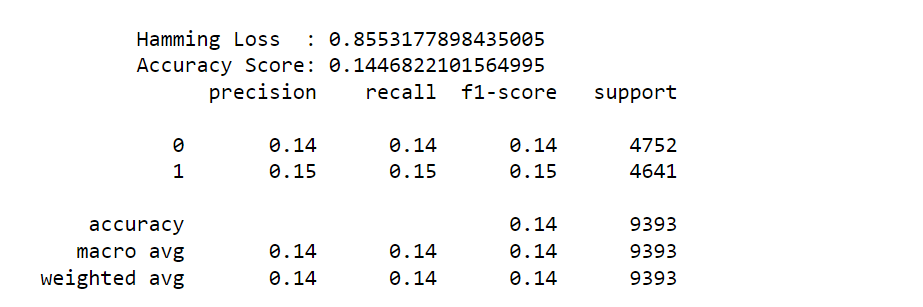 Hamming Loss  : 0.8553177898435005
Accuracy Score: 0.1446822101564995
precision recall f1-score support
0 0.14 0.14 0.14 4752
1 0.15 0.15 0.15 4641
accuracy 0.14 9393
macro avg 0.14 0.14 0.14 9393
weighted avg 0.14 0.14 0.14 9393